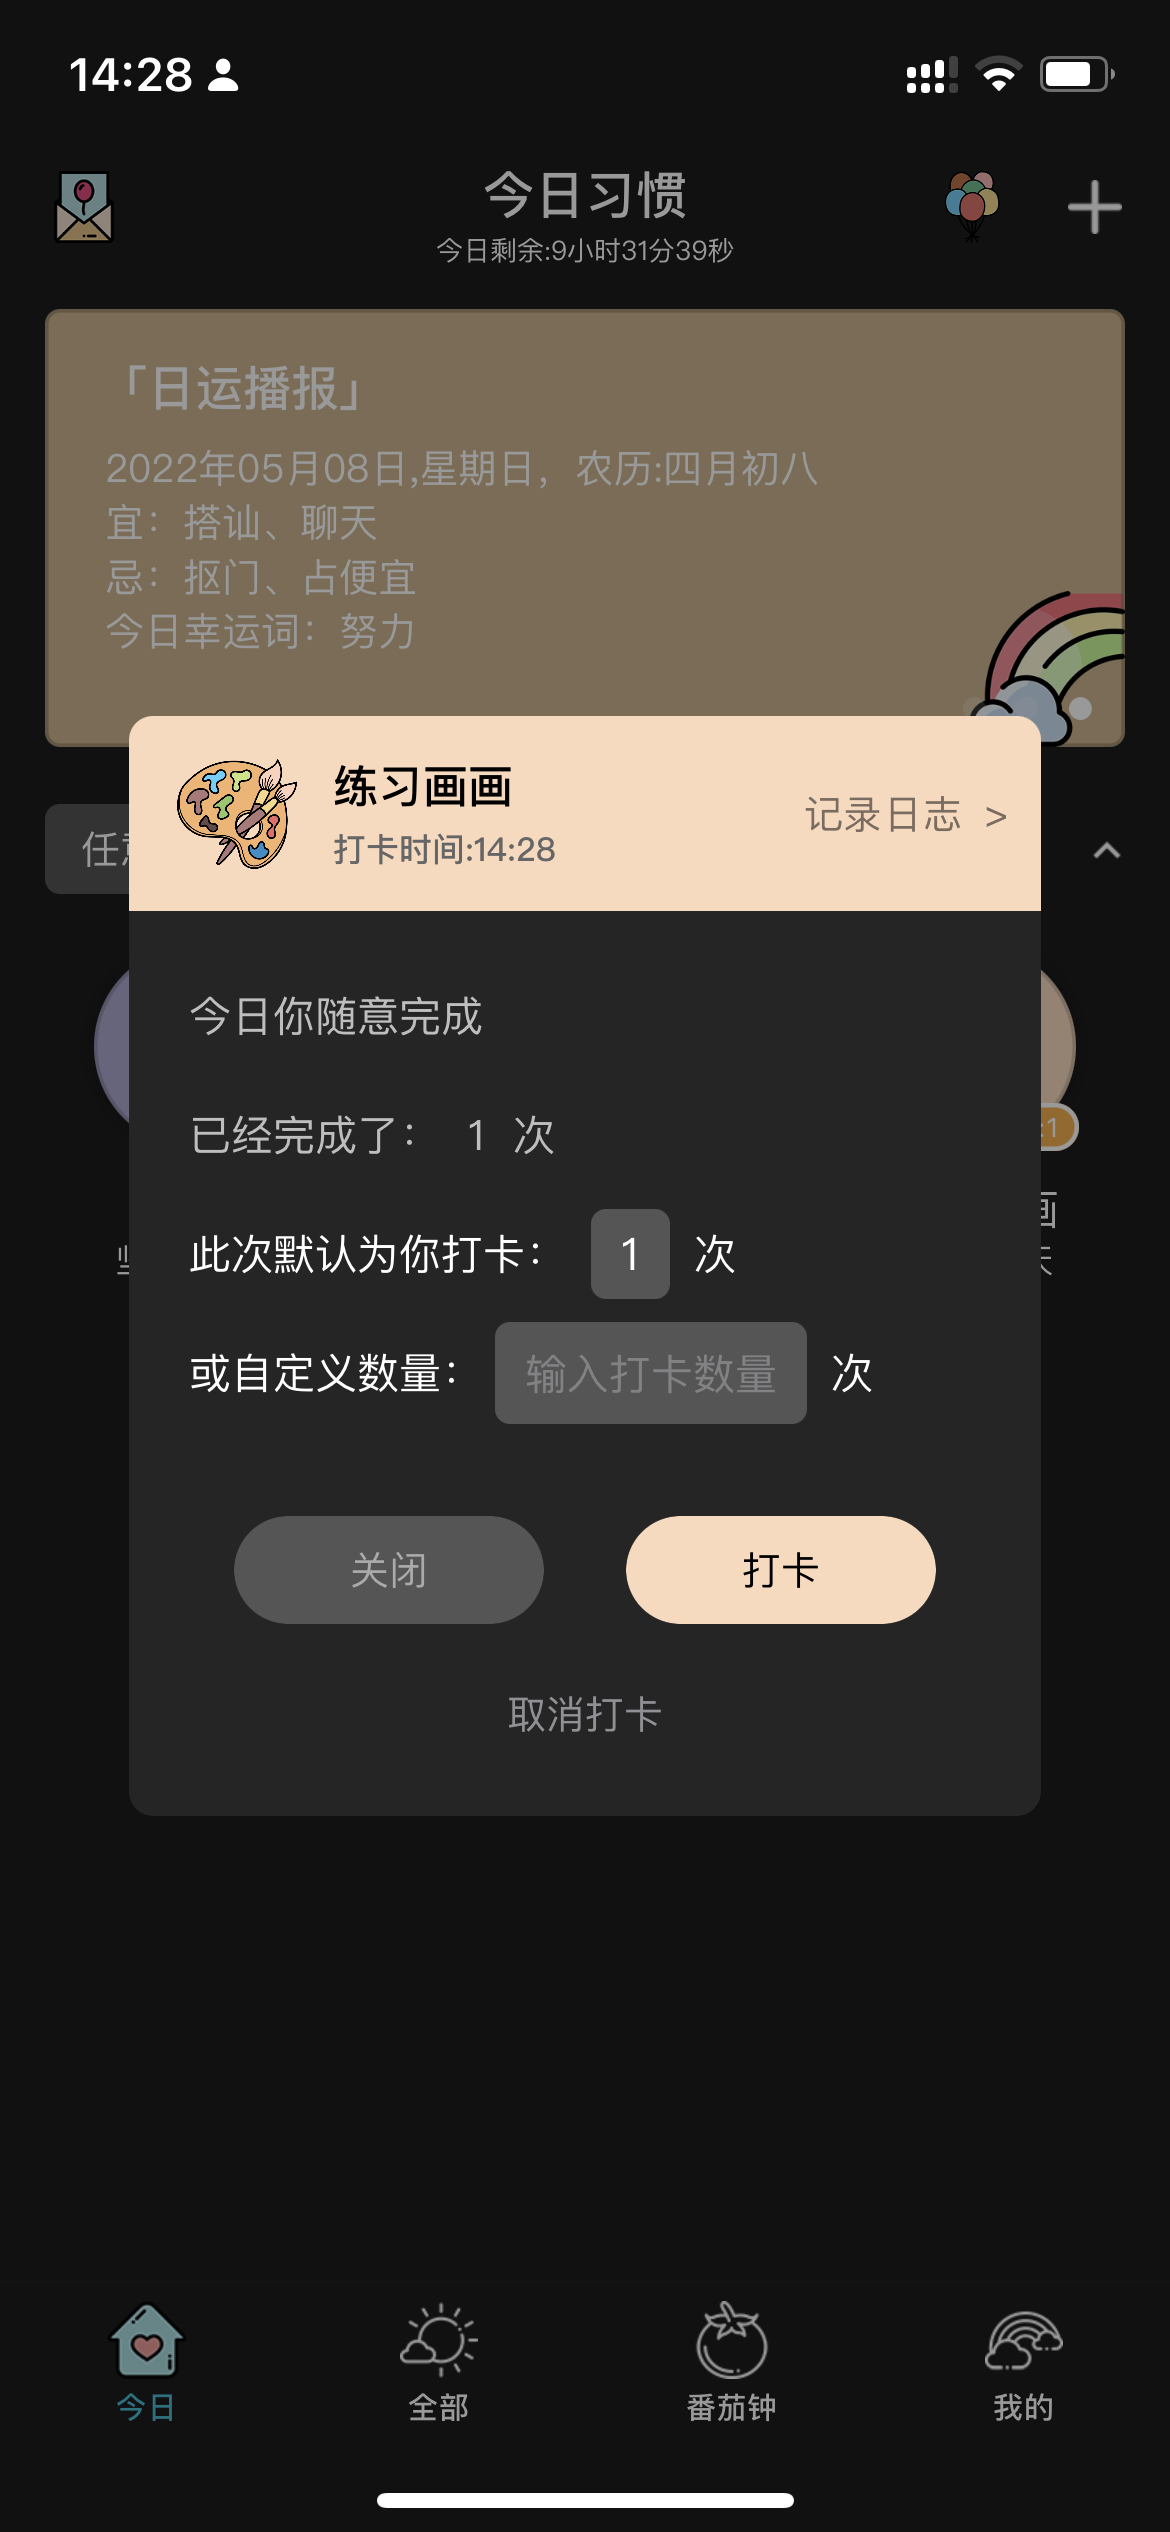 14:28
今日习惯
今日剩余:9小时31分39秒
「日运播报」
2022年05月08日,星期日，农历:四月初八
宜：搭讪、聊天
忌：抠门、占便宜
今日幸运词：努力
练习画画
打卡时间:14:28
记录日志 >
任
今日你随意完成
已经完成了： 1 次
:1
画
此次默认为你打卡： 1 次
或自定义数量： 输入打卡数量 次
关闭
打卡
取消打卡
今日
全部
番茄钟
我的